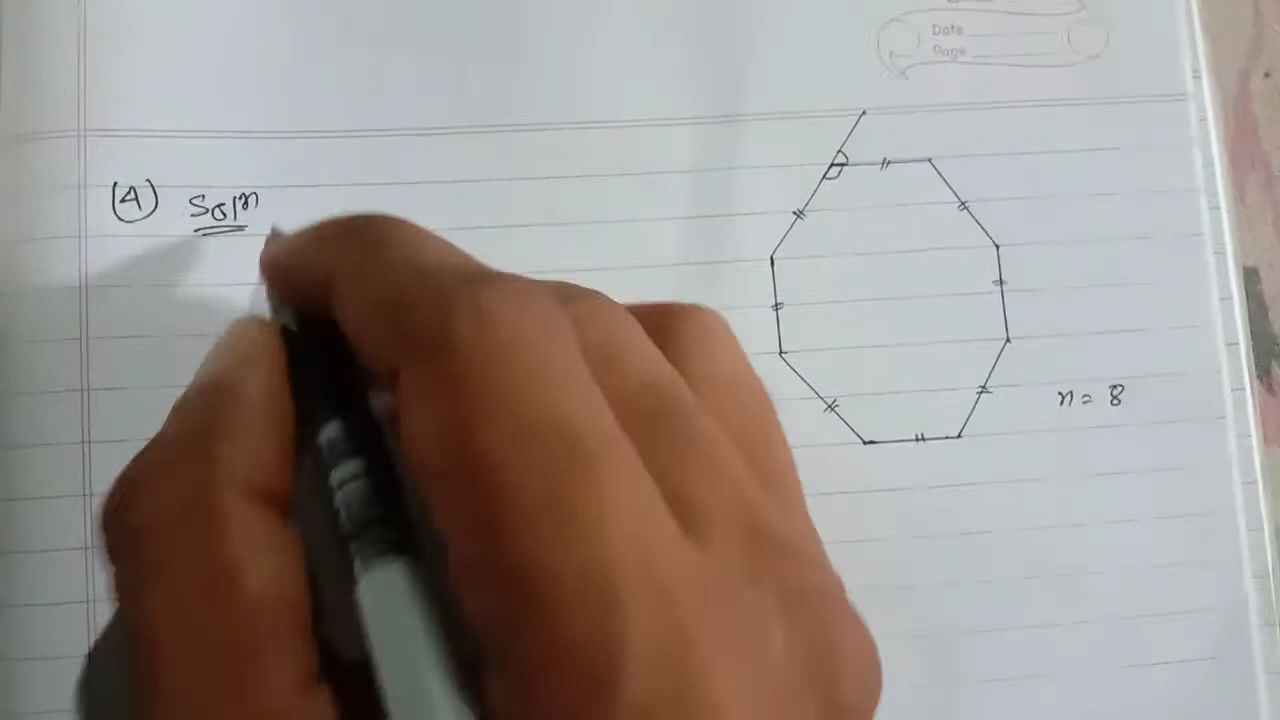 Date
Page
(4) Soln
n = 8